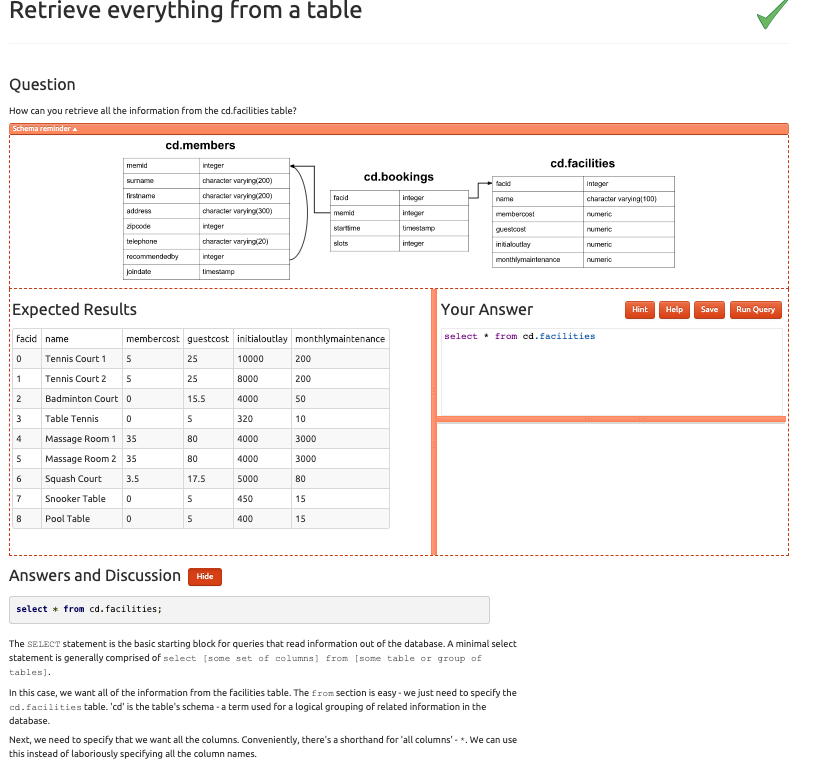 Retrieve everything from a table
Question
How can you retrieve all the information from the cd.facilities table?
Schema reminder ▲
cd.members
memid integer
surname character varying(200)
firstname character varying(200)
address character varying(300)
zipcode integer
telephone character varying(20)
recommendedby integer
joindate timestamp
cd.bookings
facid integer
memid integer
starttime timestamp
slots integer
cd.facilities
facid integer
name character varying(100)
membercost numeric
guestcost numeric
initialoutlay numeric
monthlymaintenance numeric
Expected Results
facid name membercost guestcost initialoutlay monthlymaintenance
0 Tennis Court 1 5 25 10000 200
1 Tennis Court 2 5 25 8000 200
2 Badminton Court 0 15.5 4000 50
3 Table Tennis 0 5 320 10
4 Massage Room 1 35 80 4000 3000
5 Massage Room 2 35 80 4000 3000
6 Squash Court 3.5 17.5 5000 80
7 Snooker Table 0 5 450 15
8 Pool Table 0 5 400 15
Your Answer
Hint Help Save Run Query
select * from cd.facilities
Answers and Discussion Hide
select * from cd.facilities;
The SELECT statement is the basic starting block for queries that read information out of the database. A minimal select
statement is generally comprised of select [some set of columns] from [some table or group of
tables].
In this case, we want all of the information from the facilities table. The from section is easy - we just need to specify the
cd.facilities table. 'cd' is the table's schema - a term used for a logical grouping of related information in the
database.
Next, we need to specify that we want all the columns. Conveniently, there's a shorthand for 'all columns' - *. We can use
this instead of laboriously specifying all the column names.